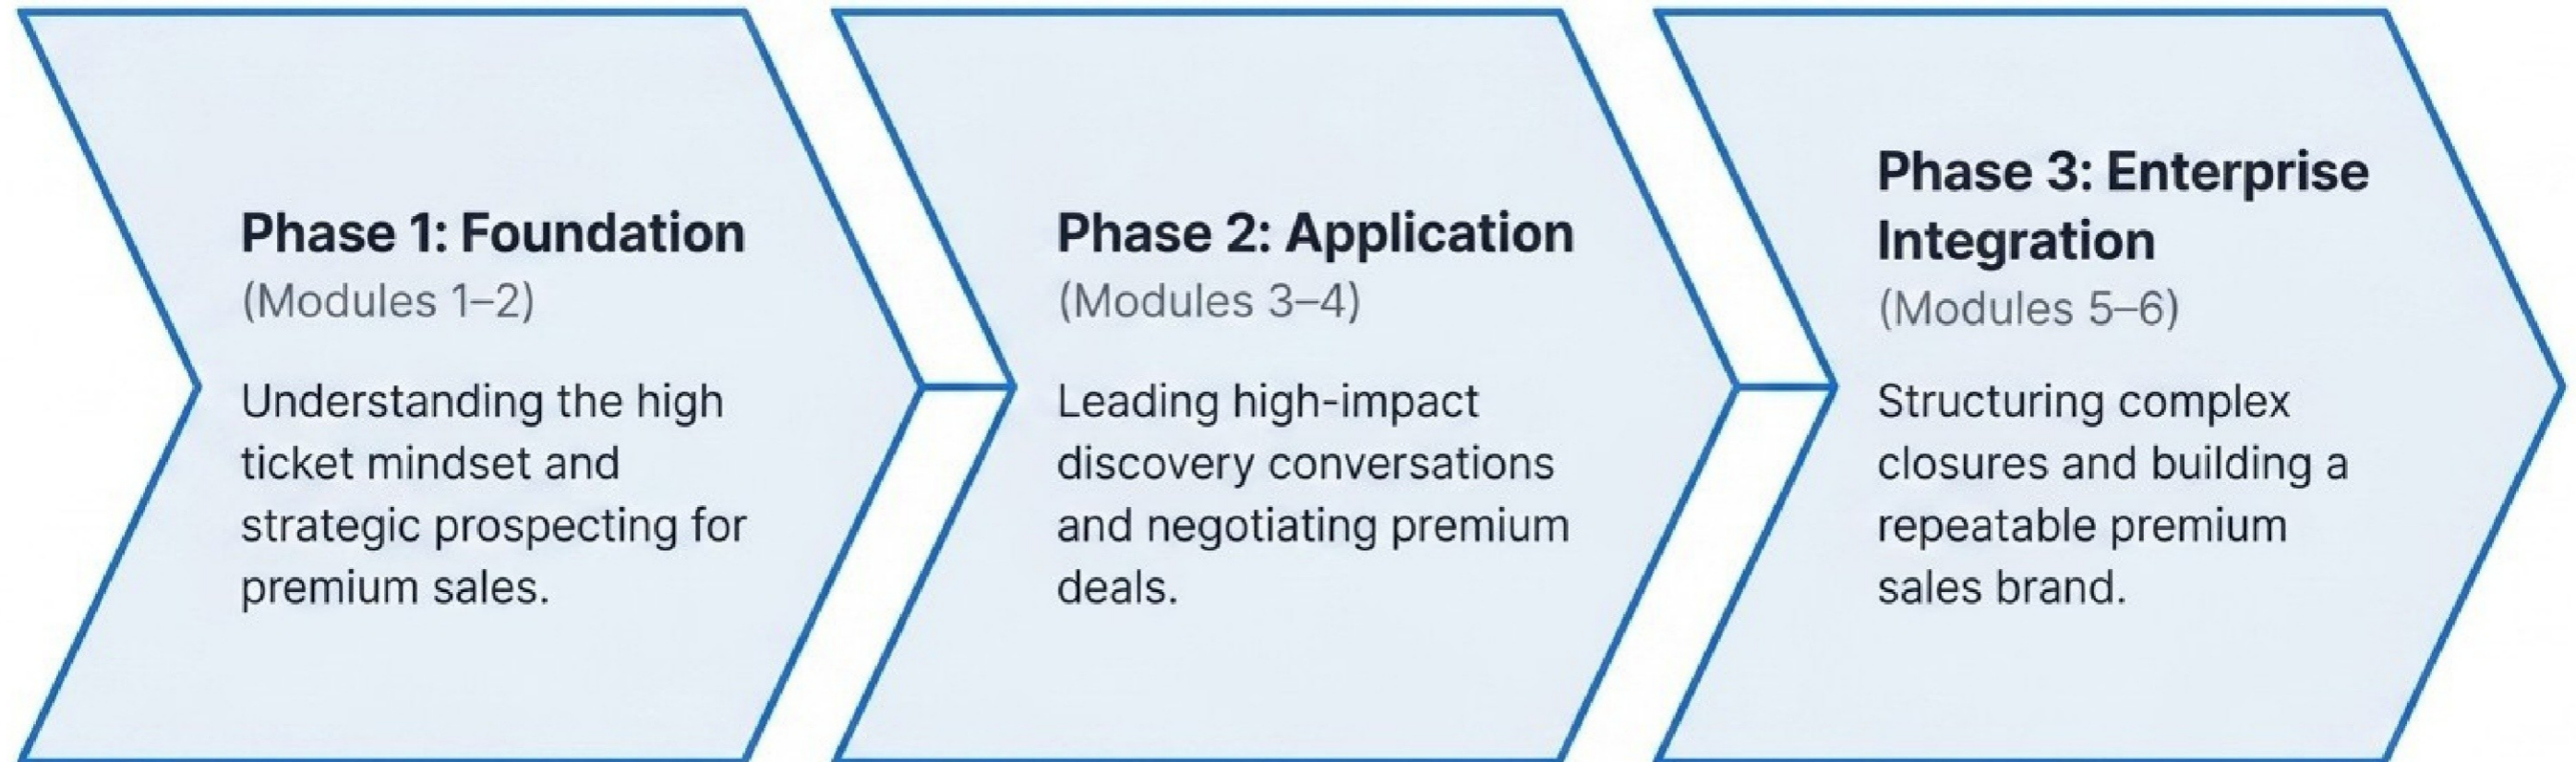 Phase 1: Foundation
(Modules 1–2)
Understanding the high
ticket mindset and
strategic prospecting for
premium sales.
Phase 2: Application
(Modules 3–4)
Leading high-impact
discovery conversations
and negotiating premium
deals.
Phase 3: Enterprise
Integration
(Modules 5–6)
Structuring complex
closures and building a
repeatable premium
sales brand.